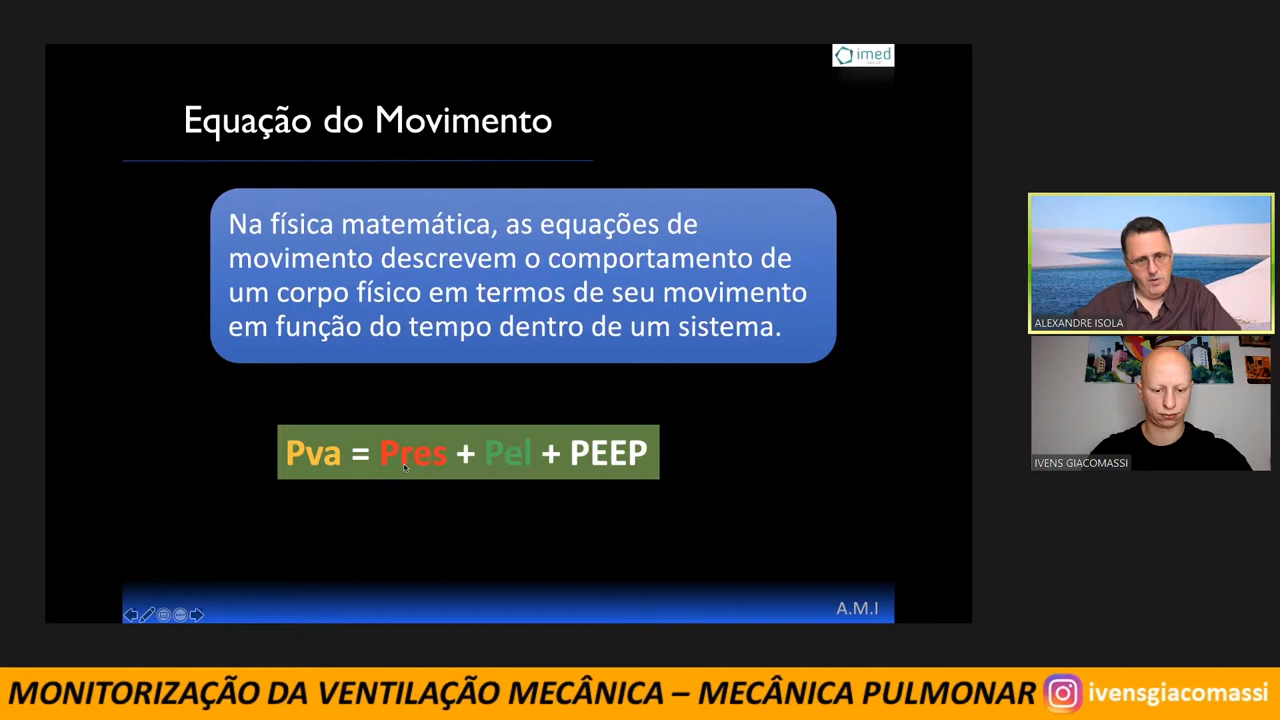 imed
Equação do Movimento
Na física matemática, as equações de
movimento descrevem o comportamento de
um corpo físico em termos de seu movimento
em função do tempo dentro de um sistema.
Pva = Pres + Pel + PEEP
A.M.I
ALEXANDRE ISOLA
IVENS GIACOMASSI
MONITORIZAÇÃO DA VENTILAÇÃO MECÂNICA – MECÂNICA PULMONAR ivensgiacomassi